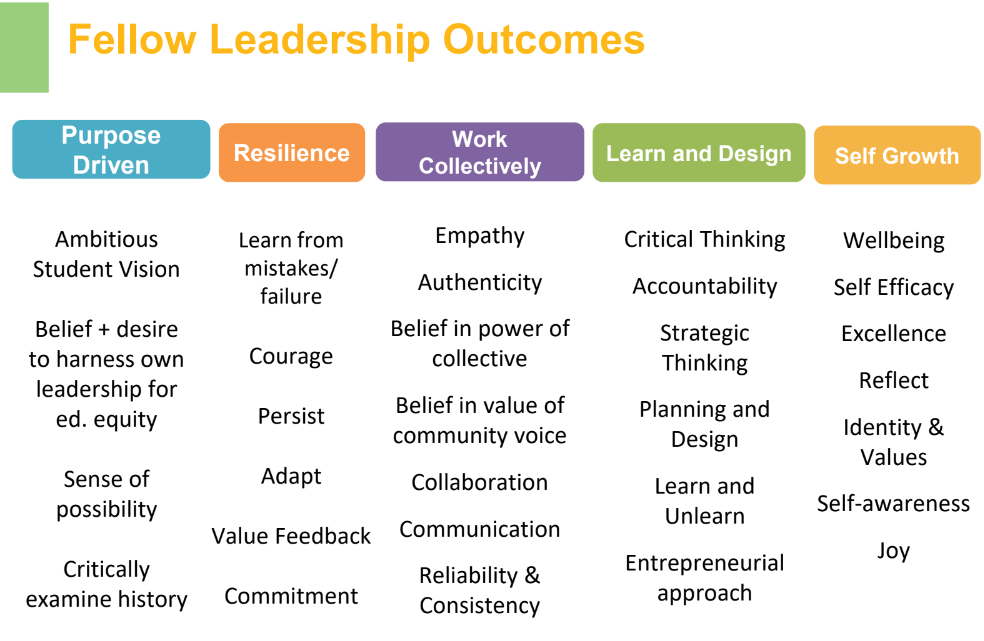 Fellow Leadership Outcomes
Purpose
Driven
Resilience
Work
Collectively
Learn and Design
Self Growth
Ambitious
Student Vision
Belief + desire
to harness own
leadership for
ed. equity
Sense of
possibility
Critically
examine history
Learn from
mistakes/
failure
Courage
Persist
Adapt
Value Feedback
Commitment
Empathy
Authenticity
Belief in power of
collective
Belief in value of
community voice
Collaboration
Communication
Reliability &
Consistency
Critical Thinking
Accountability
Strategic
Thinking
Planning and
Design
Learn and
Unlearn
Entrepreneurial
approach
Wellbeing
Self Efficacy
Excellence
Reflect
Identity &
Values
Self-awareness
Joy